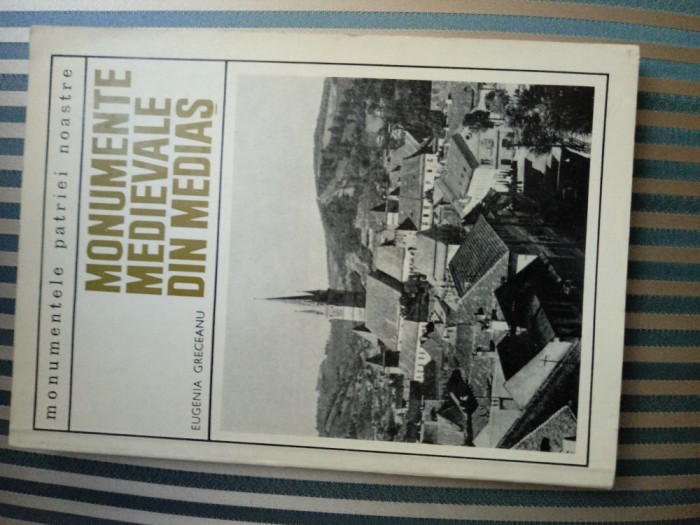 monumentele patriei noastre
MONUMENTE
MEDIEVALE
DIN MEDIAȘ
EUGENIA GRECEANU